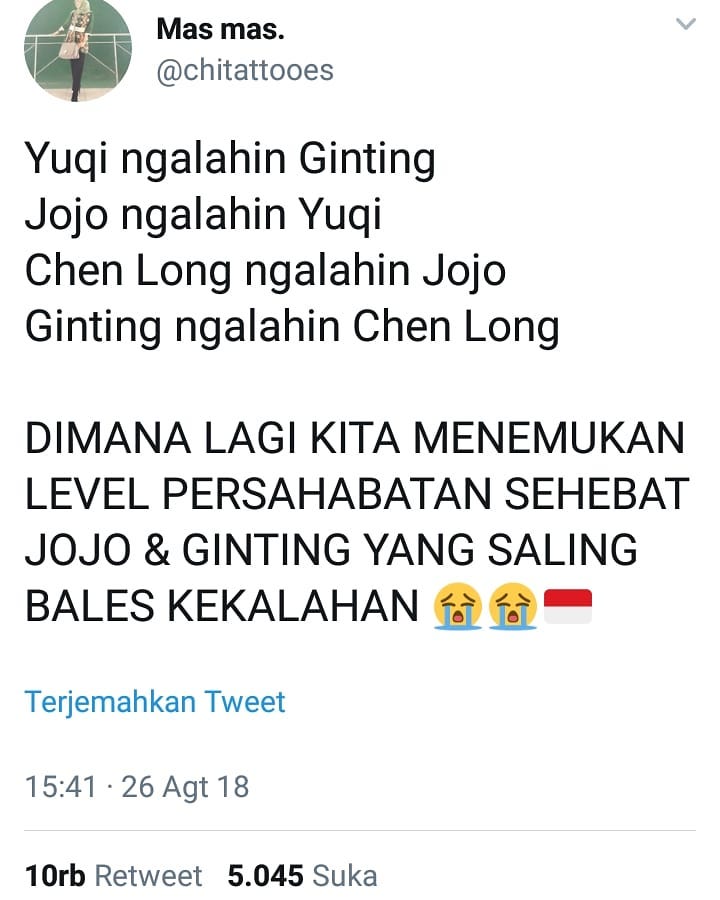 Mas mas.
@chitattooes
Yuqi ngalahin Ginting
Jojo ngalahin Yuqi
Chen Long ngalahin Jojo
Ginting ngalahin Chen Long
DIMANA LAGI KITA MENEMUKAN
LEVEL PERSAHABATAN SEHEBAT
JOJO & GINTING YANG SALING
BALES KEKALAHAN 😭😭🇮🇩
Terjemahkan Tweet
15:41 · 26 Agt 18
10rb Retweet 5.045 Suka